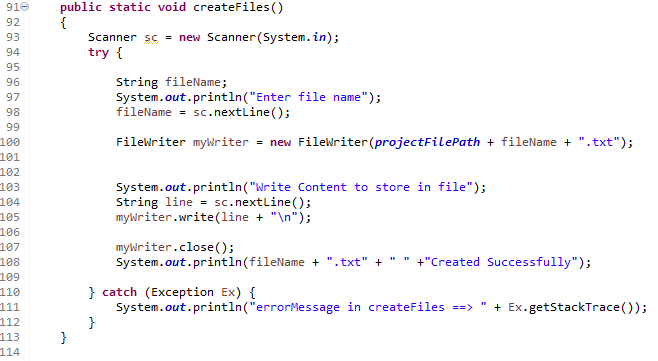 91 public static void createFiles()
92 {
93 Scanner sc = new Scanner(System.in);
94 try {
95
96 String fileName;
97 System.out.println("Enter file name");
98 fileName = sc.nextLine();
99
100 FileWriter myWriter = new FileWriter(projectFilePath + fileName + ".txt");
101
102
103 System.out.println("Write Content to store in file");
104 String line = sc.nextLine();
105 myWriter.write(line + "\n");
106
107 myWriter.close();
108 System.out.println(fileName + ".txt" + " " +"Created Successfully");
109
110 } catch (Exception Ex) {
111 System.out.println("errorMessage in createFiles ==> " + Ex.getStackTrace());
112 }
113 }
114